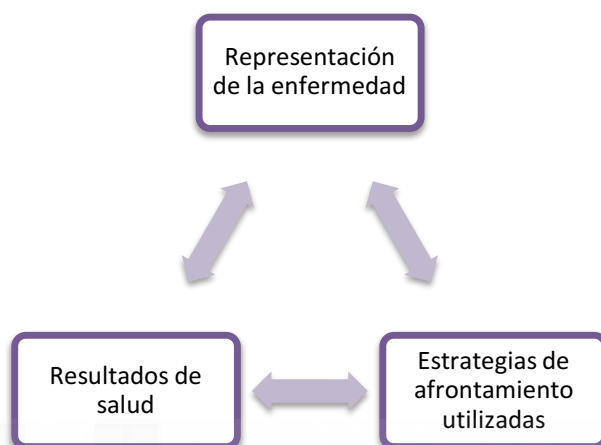 Representación
de la enfermedad
Resultados de
salud
Estrategias de
afrontamiento
utilizadas